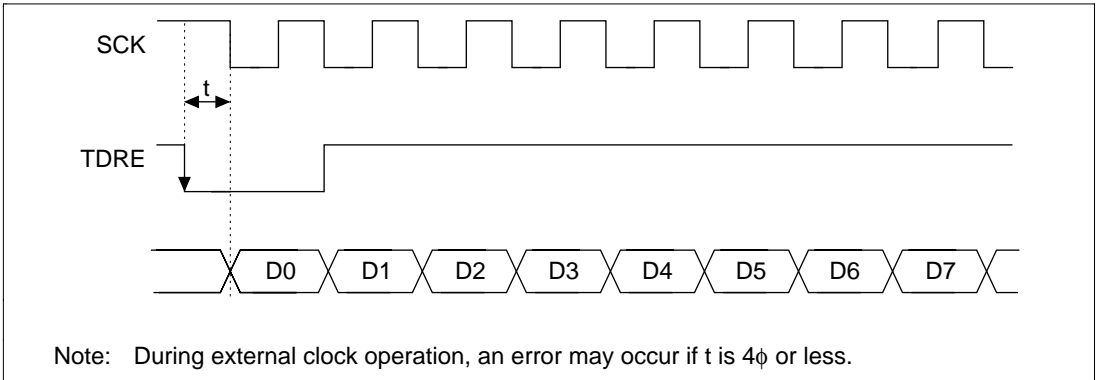 SCK
t
TDRE
D0 D1 D2 D3 D4 D5 D6 D7
Note: During external clock operation, an error may occur if t is 4ϕ or less.